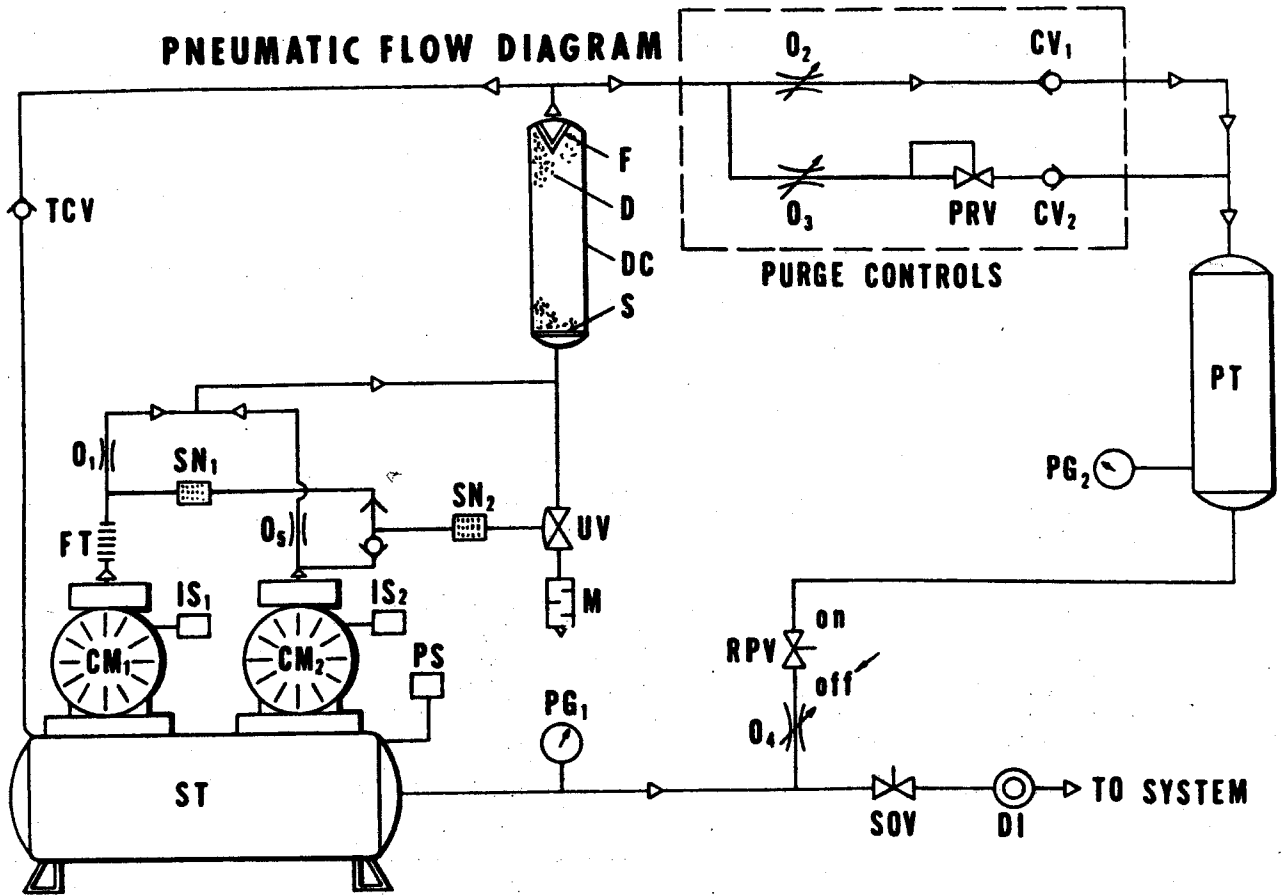 PNEUMATIC FLOW DIAGRAM
O₂
CV₁
F
D
TCV
O₃
PRV
CV₂
DC
PURGE CONTROLS
S
PT
O₁
SN₁
PG₂
SN₂
FT
O₅
UV
IS₁
IS₂
M
on
CM₁
CM₂
PS
RPV
off
PG₁
O₄
ST
TO SYSTEM
SOV
DI